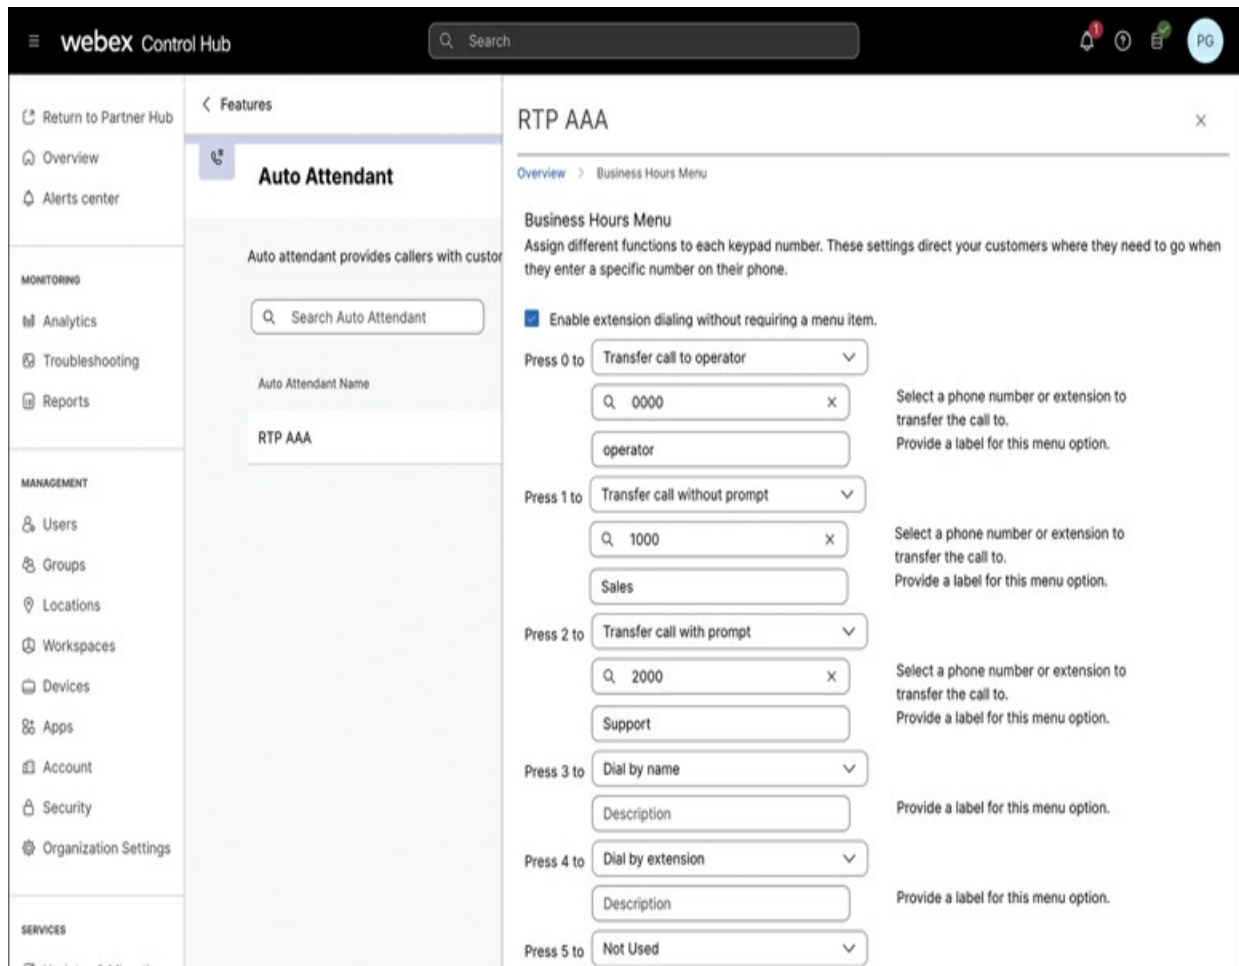 webex Control Hub
Search
1
PG
Return to Partner Hub
Overview
Alerts center
MONITORING
Analytics
Troubleshooting
Reports
MANAGEMENT
Users
Groups
Locations
Workspaces
Devices
Apps
Account
Security
Organization Settings
SERVICES
Features
Auto Attendant
Auto attendant provides callers with custor
Search Auto Attendant
Auto Attendant Name
RTP AAA
RTP AAA
Overview > Business Hours Menu
Business Hours Menu
Assign different functions to each keypad number. These settings direct your customers where they need to go when
they enter a specific number on their phone.
Enable extension dialing without requiring a menu item.
Press 0 to Transfer call to operator
0000
Select a phone number or extension to
transfer the call to.
operator
Provide a label for this menu option.
Press 1 to Transfer call without prompt
1000
Select a phone number or extension to
transfer the call to.
Sales
Provide a label for this menu option.
Press 2 to Transfer call with prompt
2000
Select a phone number or extension to
transfer the call to.
Support
Provide a label for this menu option.
Press 3 to Dial by name
Description
Provide a label for this menu option.
Press 4 to Dial by extension
Description
Provide a label for this menu option.
Press 5 to Not Used